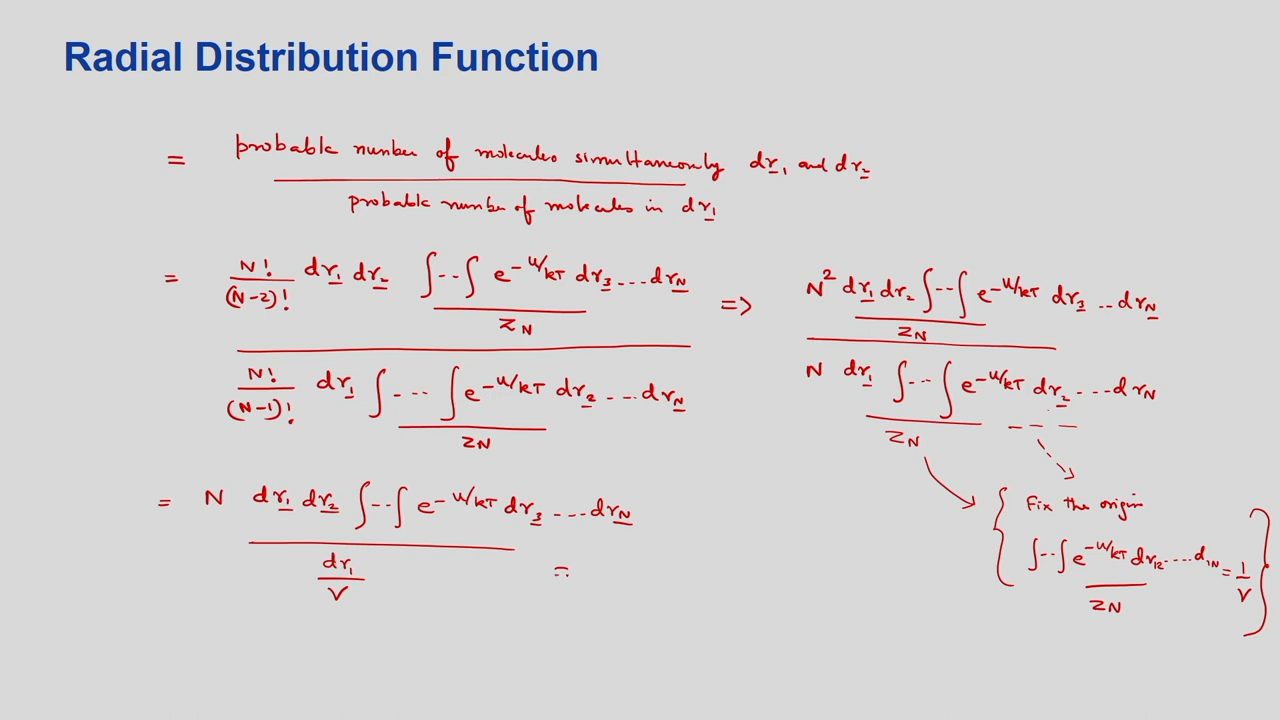 Radial Distribution Function
= probable number of molecules simultaneously dr₁ and dr₂
probable number of molecules in dr₁
= N!/(N-2)! dr₁ dr₂ ∫--∫ e^-U/kT dr₃ ... drN / ZN => N² dr₁ dr₂ ∫--∫ e^-U/kT dr₃ .. drN / ZN
N!/(N-1)! dr₁ ∫ ... ∫ e^-U/kT dr₂ ... drN / ZN N dr₁ ∫--∫ e^-U/kT dr₂ ... drN / ZN
= N dr₁ dr₂ ∫--∫ e^-U/kT dr₃ .... drN
dr₁/V =
Fix the origin
∫--∫ e^-U/kT dr₁₂ .... d₁N / ZN = 1/V